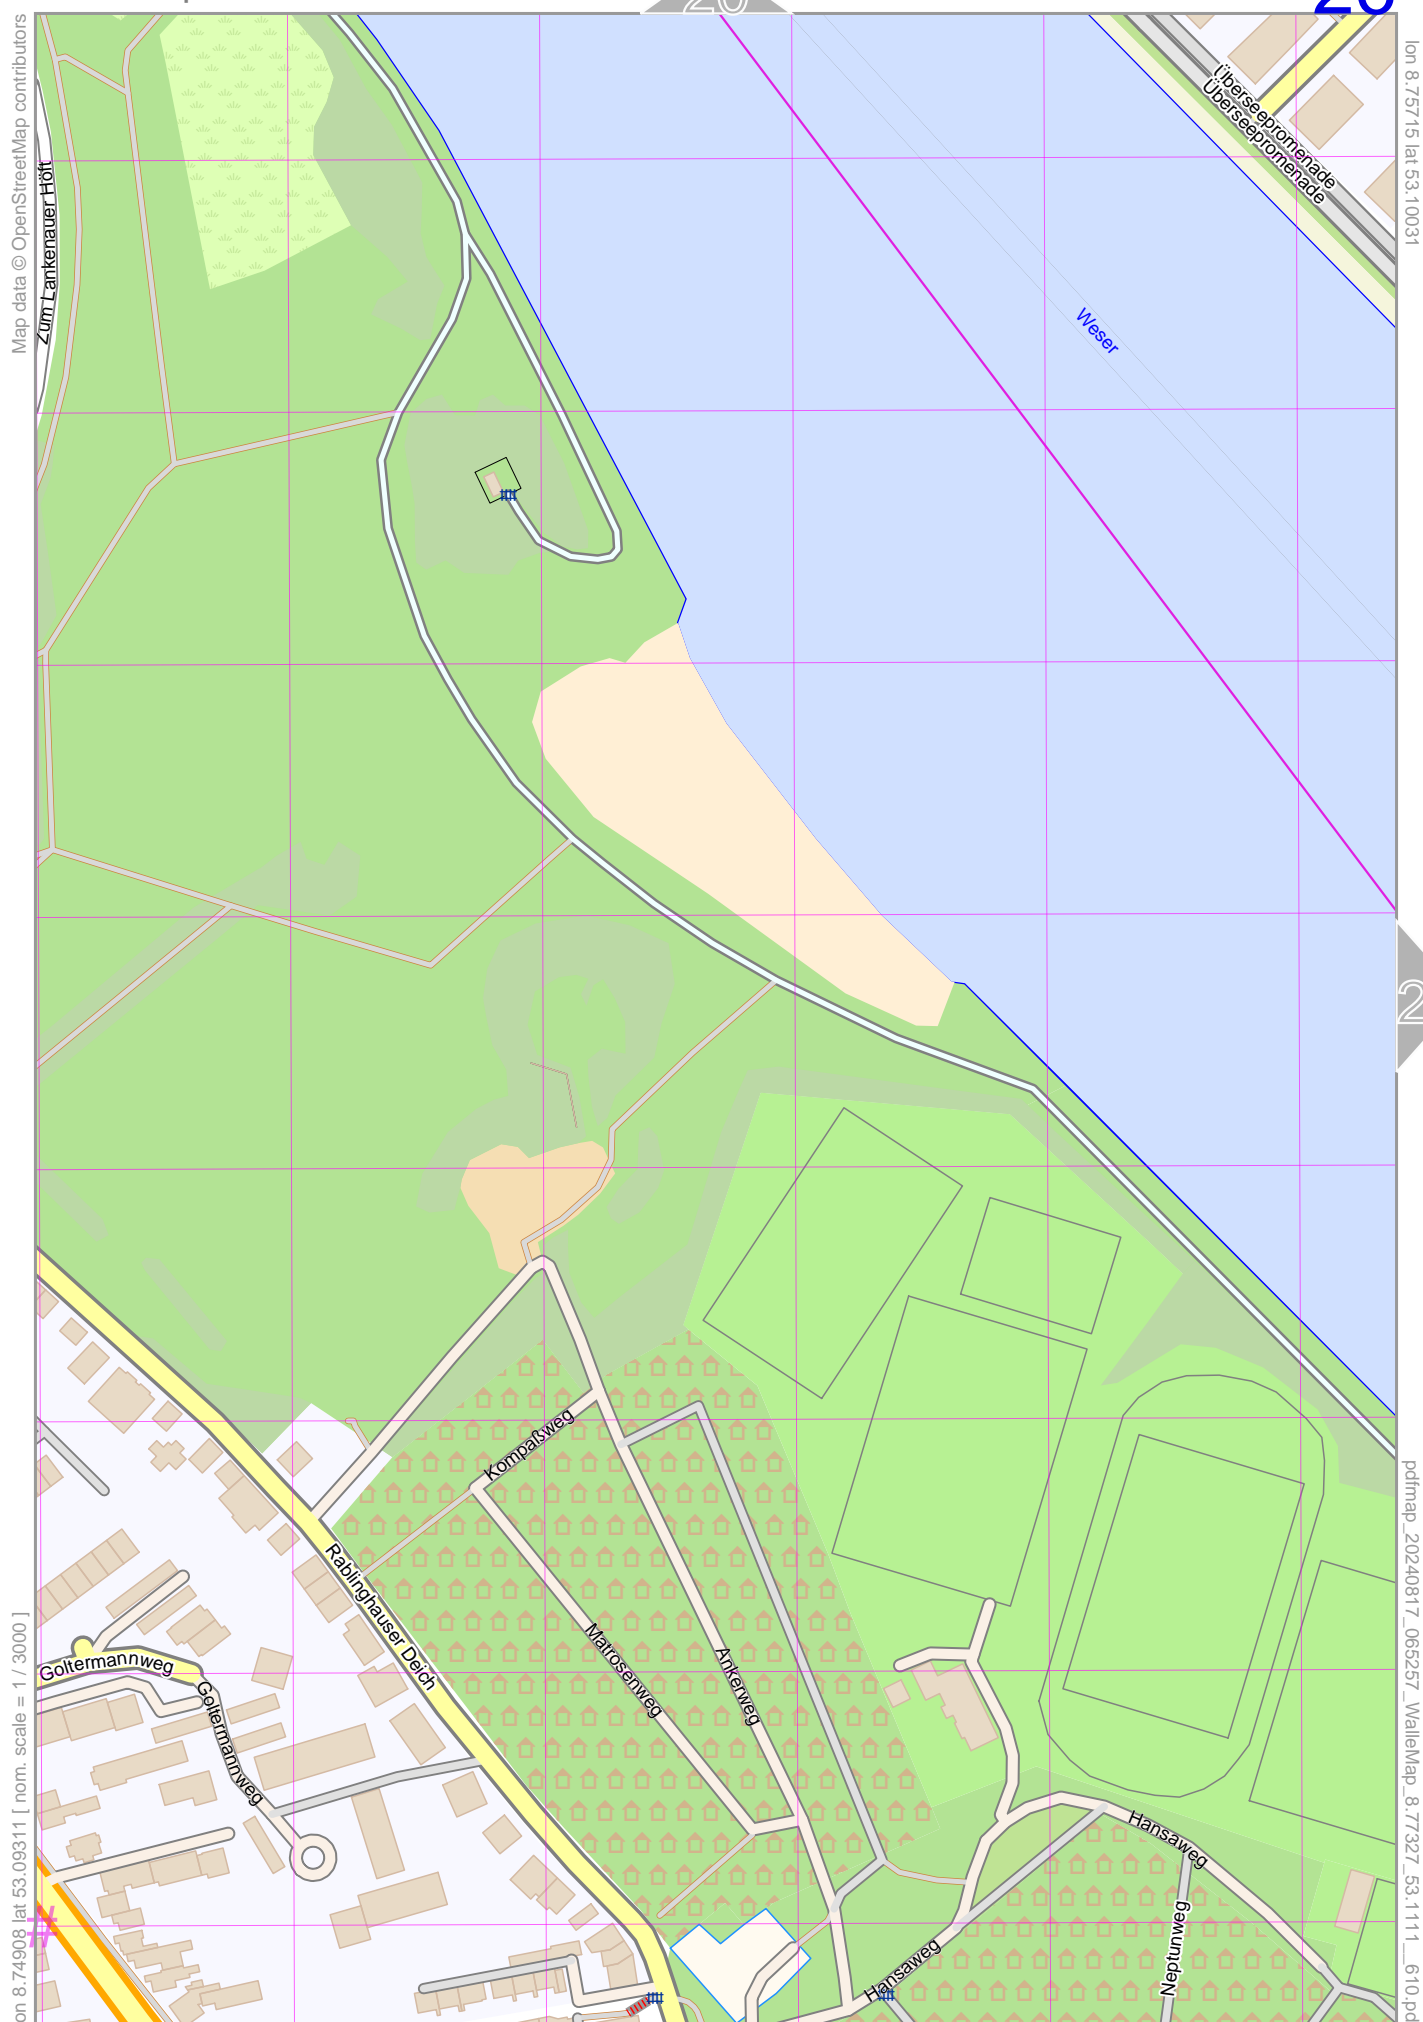 Map data © OpenStreetMap contributors
lon 8.75715 lat 53.10031
Überseepromenade
Überseepromenade
Zum Lankenauer Höft
Weser
Kompaßweg
Rablinghauser Deich
Matrosenweg
Ankerweg
Goltermannweg
Goltermannweg
Hansaweg
Hansaweg
Neptunweg
#
on 8.74908 lat 53.09311 [ nom. scale = 1 / 3000 ]
pdfmap_20240817_065257_WalleMap_8.77327_53.1111_610.pd